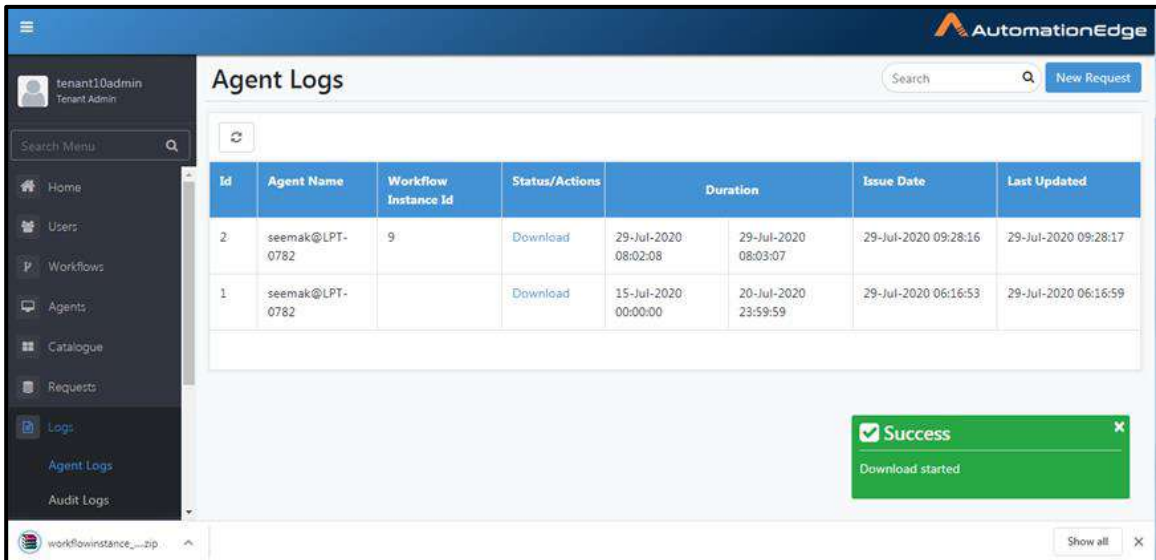 AutomationEdge
tenant10admin
Tenant Admin
Search Menu
Home
Users
Workflows
Agents
Catalogue
Requests
Logs
Agent Logs
Audit Logs
Agent Logs
Search
New Request
Id Agent Name Workflow Instance Id Status/Actions Duration Issue Date Last Updated
2 seemak@LPT-0782 9 Download 29-Jul-2020 08:02:08 29-Jul-2020 08:03:07 29-Jul-2020 09:28:16 29-Jul-2020 09:28:17
1 seemak@LPT-0782 Download 15-Jul-2020 00:00:00 20-Jul-2020 23:59:59 29-Jul-2020 06:16:53 29-Jul-2020 06:16:59
Success
Download started
workflowinstance_....zip
Show all